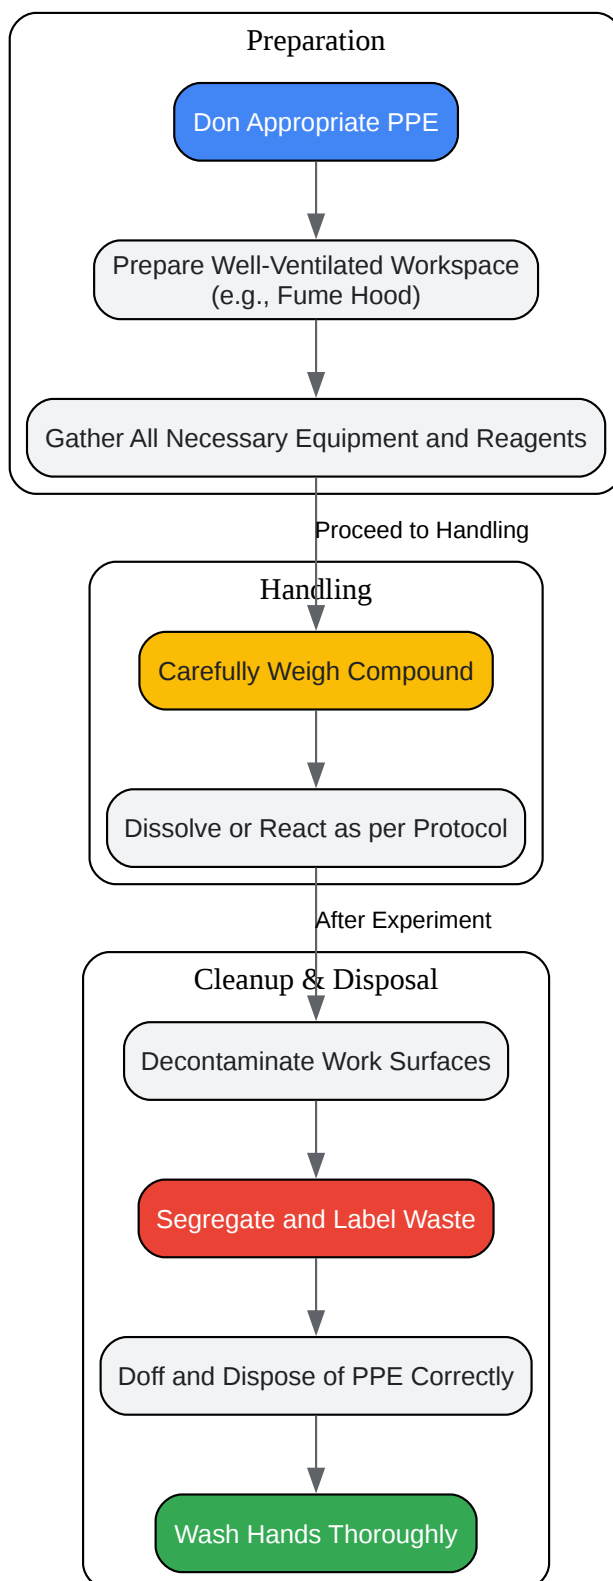 Preparation
Don Appropriate PPE
Prepare Well-Ventilated Workspace
(e.g., Fume Hood)
Gather All Necessary Equipment and Reagents
Proceed to Handling
Handling
Carefully Weigh Compound
Dissolve or React as per Protocol
After Experiment
Cleanup & Disposal
Decontaminate Work Surfaces
Segregate and Label Waste
Doff and Dispose of PPE Correctly
Wash Hands Thoroughly